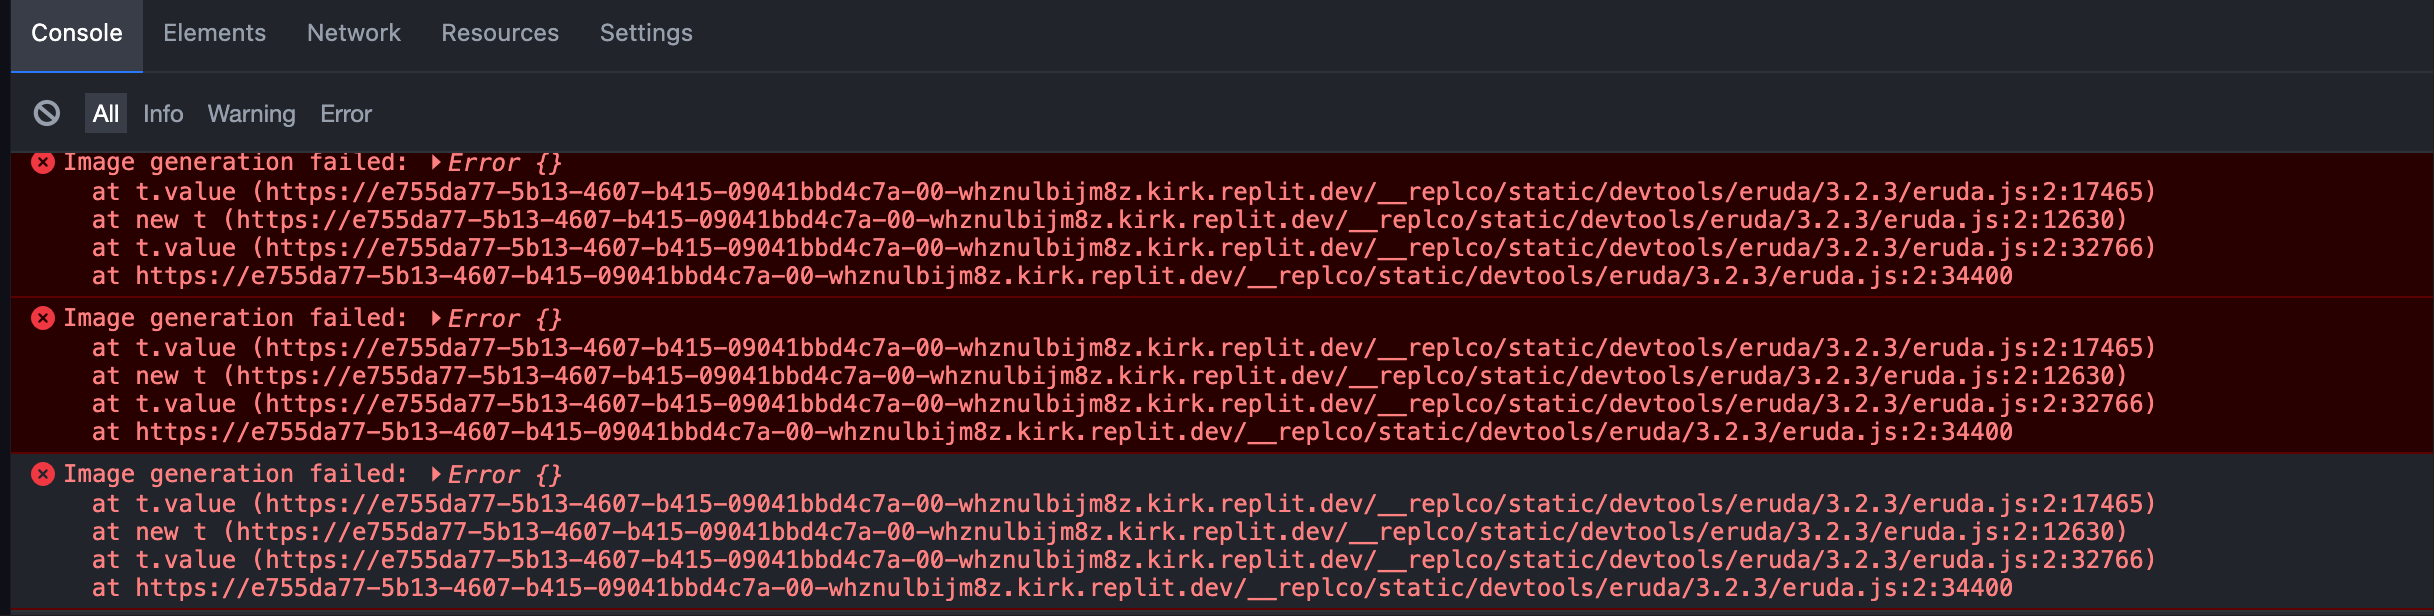 Console Elements Network Resources Settings
All Info Warning Error
Image generation failed: ▶Error {}
at t.value (https://e755da77-5b13-4607-b415-09041bbd4c7a-00-whznulbijm8z.kirk.replit.dev/__replco/static/devtools/eruda/3.2.3/eruda.js:2:17465)
at new t (https://e755da77-5b13-4607-b415-09041bbd4c7a-00-whznulbijm8z.kirk.replit.dev/__replco/static/devtools/eruda/3.2.3/eruda.js:2:12630)
at t.value (https://e755da77-5b13-4607-b415-09041bbd4c7a-00-whznulbijm8z.kirk.replit.dev/__replco/static/devtools/eruda/3.2.3/eruda.js:2:32766)
at https://e755da77-5b13-4607-b415-09041bbd4c7a-00-whznulbijm8z.kirk.replit.dev/__replco/static/devtools/eruda/3.2.3/eruda.js:2:34400
Image generation failed: ▶Error {}
at t.value (https://e755da77-5b13-4607-b415-09041bbd4c7a-00-whznulbijm8z.kirk.replit.dev/__replco/static/devtools/eruda/3.2.3/eruda.js:2:17465)
at new t (https://e755da77-5b13-4607-b415-09041bbd4c7a-00-whznulbijm8z.kirk.replit.dev/__replco/static/devtools/eruda/3.2.3/eruda.js:2:12630)
at t.value (https://e755da77-5b13-4607-b415-09041bbd4c7a-00-whznulbijm8z.kirk.replit.dev/__replco/static/devtools/eruda/3.2.3/eruda.js:2:32766)
at https://e755da77-5b13-4607-b415-09041bbd4c7a-00-whznulbijm8z.kirk.replit.dev/__replco/static/devtools/eruda/3.2.3/eruda.js:2:34400
Image generation failed: ▶Error {}
at t.value (https://e755da77-5b13-4607-b415-09041bbd4c7a-00-whznulbijm8z.kirk.replit.dev/__replco/static/devtools/eruda/3.2.3/eruda.js:2:17465)
at new t (https://e755da77-5b13-4607-b415-09041bbd4c7a-00-whznulbijm8z.kirk.replit.dev/__replco/static/devtools/eruda/3.2.3/eruda.js:2:12630)
at t.value (https://e755da77-5b13-4607-b415-09041bbd4c7a-00-whznulbijm8z.kirk.replit.dev/__replco/static/devtools/eruda/3.2.3/eruda.js:2:32766)
at https://e755da77-5b13-4607-b415-09041bbd4c7a-00-whznulbijm8z.kirk.replit.dev/__replco/static/devtools/eruda/3.2.3/eruda.js:2:34400